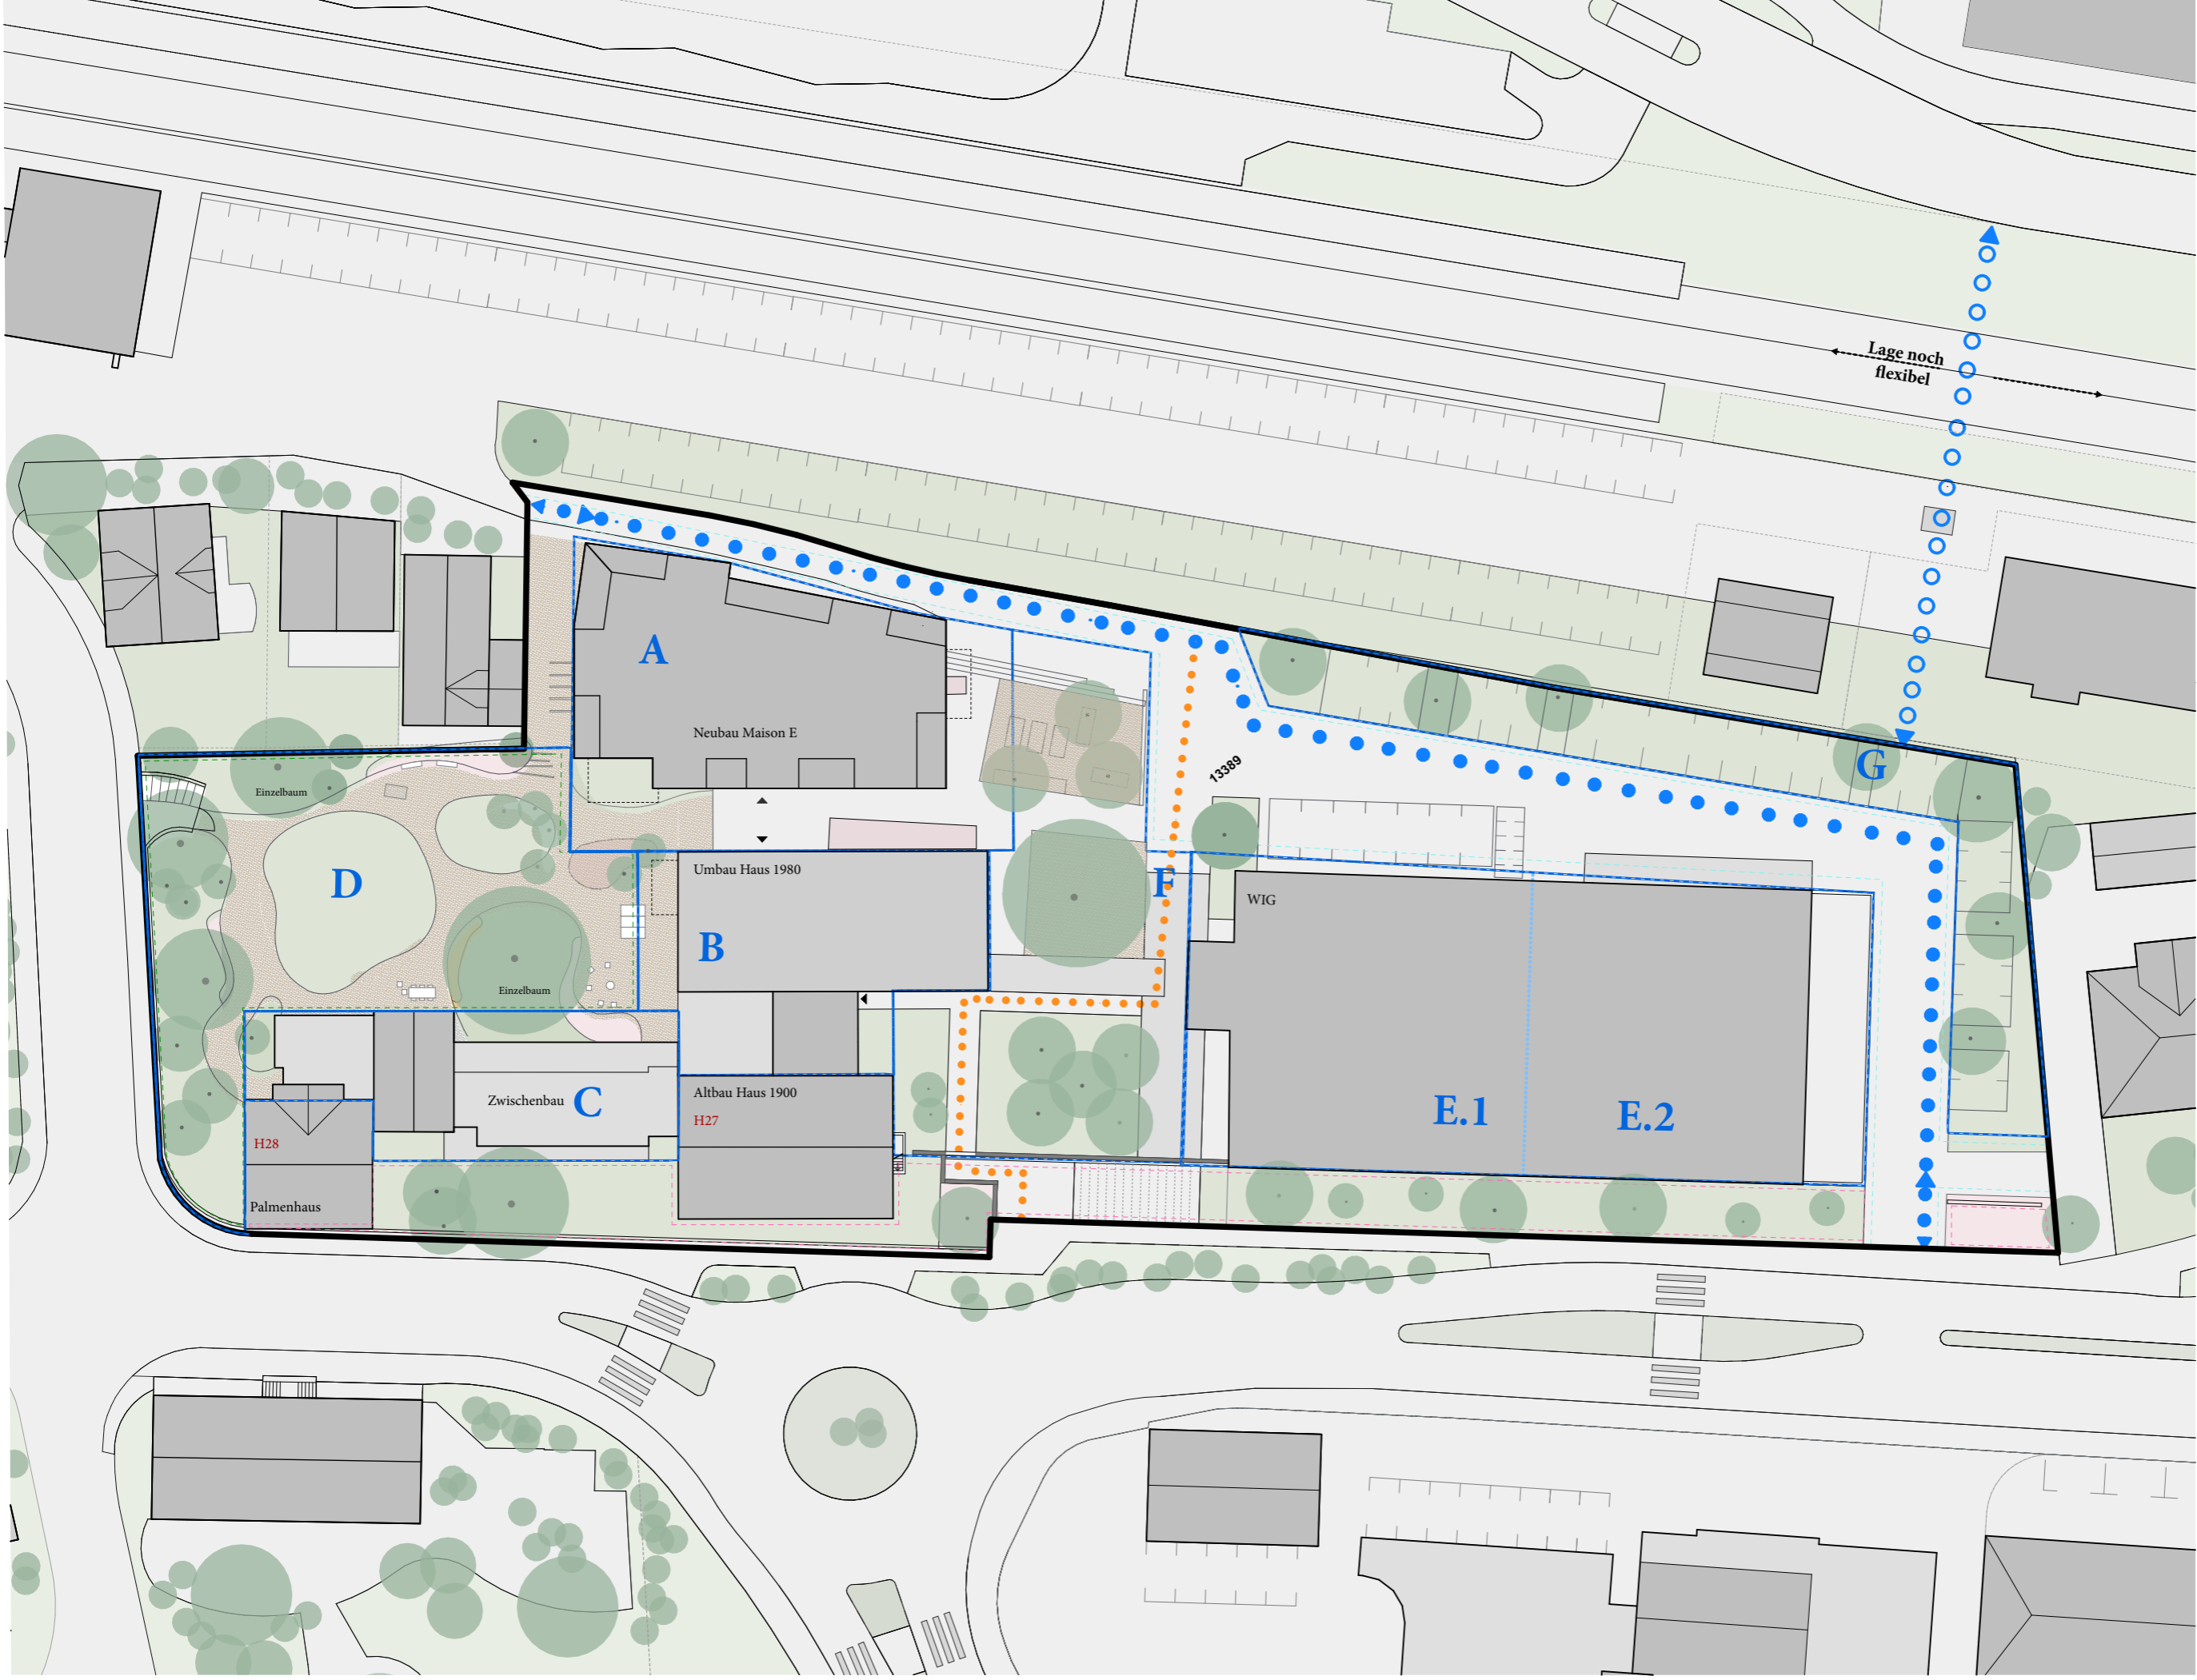 Lage noch
flexibel
A
Neubau Maison E
G
13389
Einzelbaum
D
Umbau Haus 1980
F
WIG
B
Einzelbaum
Zwischenbau
C
Altbau Haus 1900
H27
E.1
E.2
H28
Palmenhaus